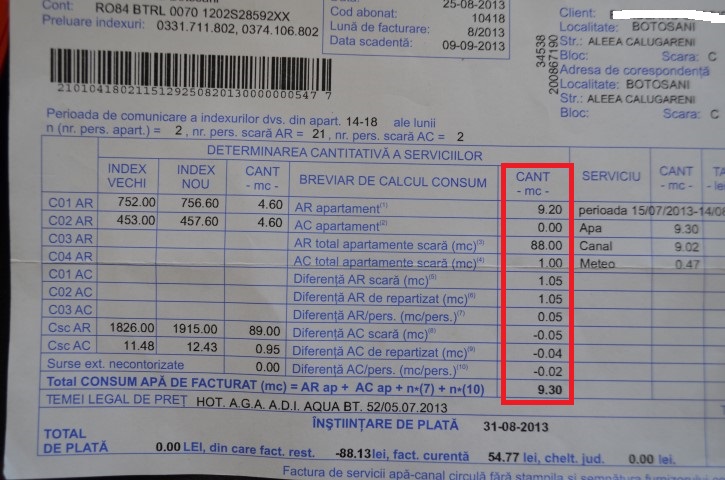 Cont: RO84 BTRL 0070 1202S28592XX
Preluare indexuri: 0331.711.802, 0374.106.802
Data 25-08-2013
Cod abonat: 10418
Lună de facturare: 8/2013
Data scadentă: 09-09-2013
Client:
Localitate: BOTOSANI
Str.: ALEEA CALUGARENI
Bloc: Scara: C
Adresa de corespondență
Localitate: BOTOSANI
Str.: ALEEA CALUGARENI
Bloc: Scara: C
34538
200867190
210104180211512925082013000000054 7 7
Perioada de comunicare a indexurilor dvs. din apart. 14-18 ale lunii
n (nr. pers. apart.) = 2 , nr. pers. scară AR = 21 , nr. pers. scară AC = 2
DETERMINAREA CANTITATIVĂ A SERVICIILOR
INDEX VECHI INDEX NOU CANT - mc - BREVIAR DE CALCUL CONSUM CANT - mc - SERVICIU CANT - mc -
C01 AR 752.00 756.60 4.60 AR apartament(1) 9.20 perioada 15/07/2013-14/08
C02 AR 453.00 457.60 4.60 AC apartament(2) 0.00 Apa 9.30
C03 AR AR total apartamente scară (mc)(3) 88.00 Canal 9.02
C04 AR AC total apartamente scară (mc)(4) 1.00 Meteo 0.47
C01 AC Diferență AR scară (mc)(5) 1.05
C02 AC Diferență AR de repartizat (mc)(6) 1.05
C03 AC Diferență AR/pers. (mc/pers.)(7) 0.05
Csc AR 1826.00 1915.00 89.00 Diferență AC scară (mc)(8) -0.05
Csc AC 11.48 12.43 0.95 Diferență AC de repartizat (mc)(9) -0.04
Surse ext. necontorizate 0.00 Diferență AC/pers. (mc/pers.)(10) -0.02
Total CONSUM APĂ DE FACTURAT (mc) = AR ap + AC ap + n*(7) + n*(10) 9.30
TEMEI LEGAL DE PREȚ HOT. A.G.A. A.D.I. AQUA BT. 52/05.07.2013
ÎNȘTIINȚARE DE PLATĂ 31-08-2013
TOTAL DE PLATĂ 0.00 LEI, din care fact. rest. -88.13lei, fact. curentă 54.77 lei, chelt. jud. 0.00 lei.
Factura de servicii apă-canal circulă fără ștampila și semnătura furnizorului